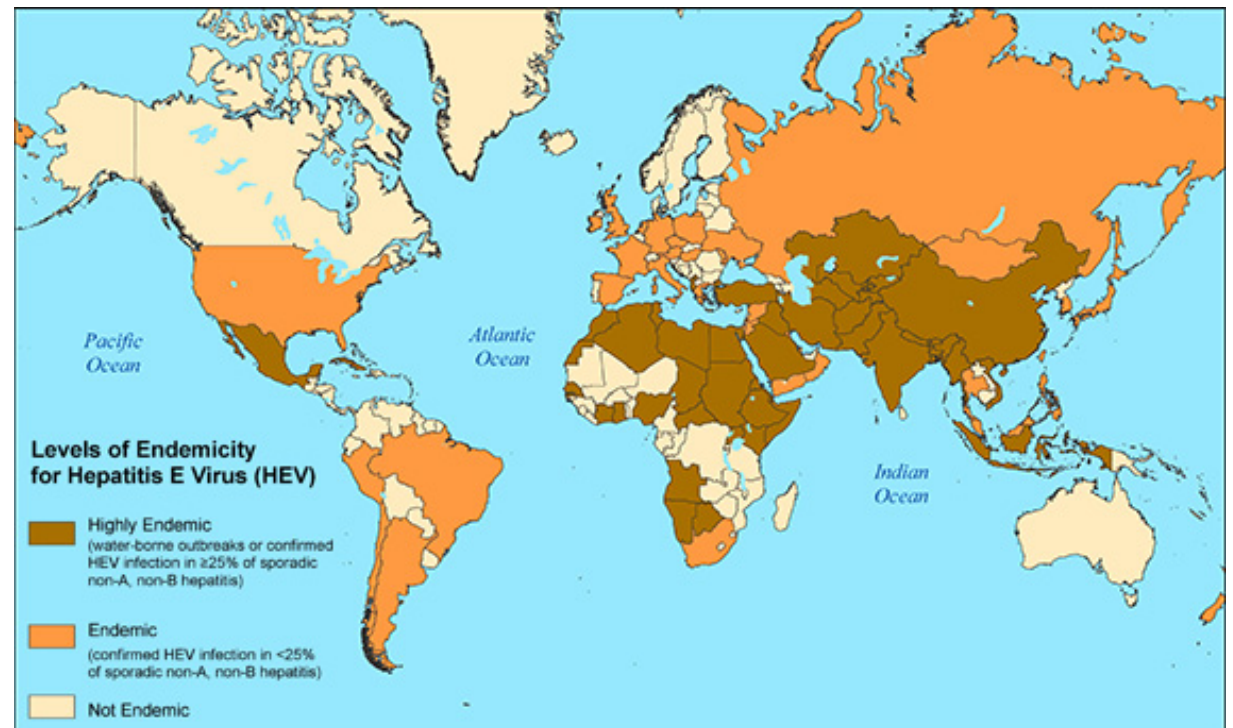 Pacific
Ocean
Atlantic
Ocean
Indian
Ocean
Levels of Endemicity
for Hepatitis E Virus (HEV)
Highly Endemic
(water-borne outbreaks or confirmed
HEV infection in ≥25% of sporadic
non-A, non-B hepatitis)
Endemic
(confirmed HEV infection in <25%
of sporadic non-A, non-B hepatitis)
Not Endemic